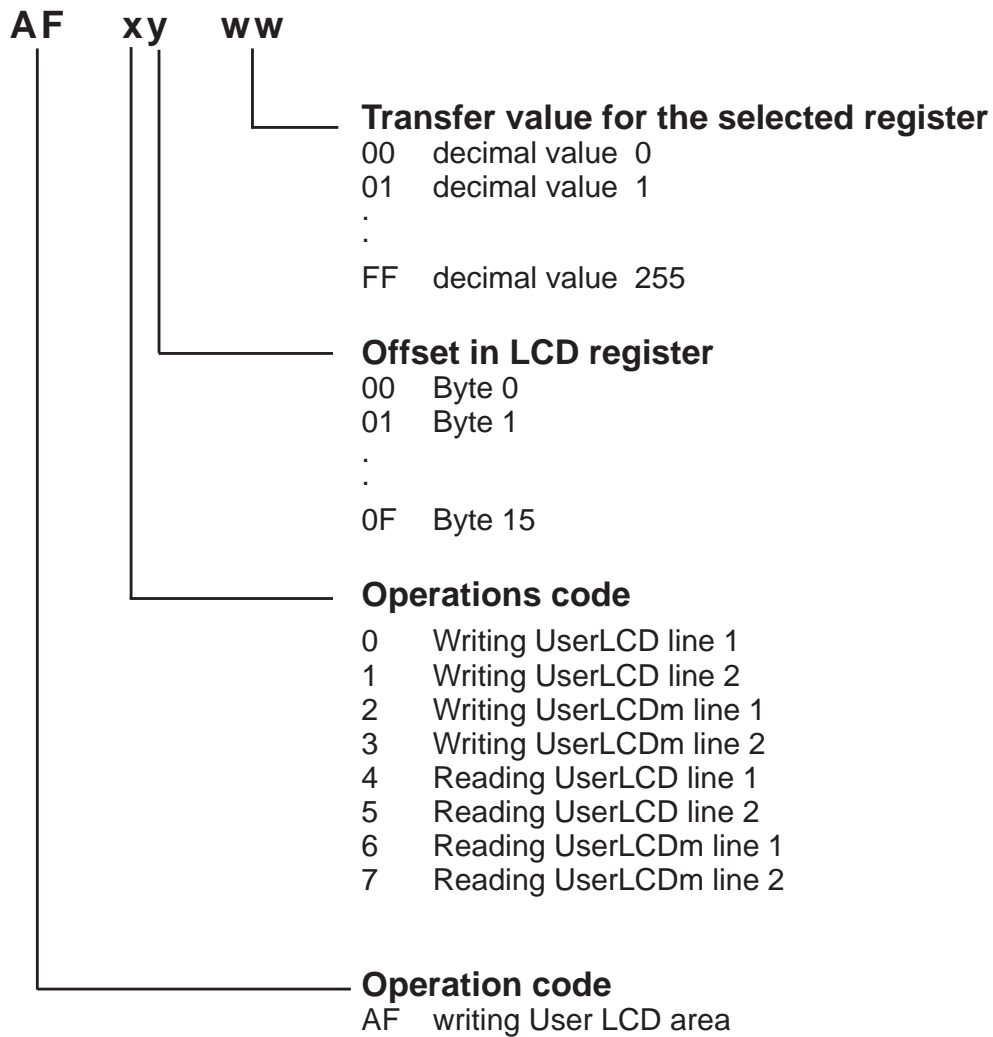 AF xy ww
Transfer value for the selected register
00 decimal value 0
01 decimal value 1
.
.
FF decimal value 255
Offset in LCD register
00 Byte 0
01 Byte 1
.
.
0F Byte 15
Operations code
0 Writing UserLCD line 1
1 Writing UserLCD line 2
2 Writing UserLCDm line 1
3 Writing UserLCDm line 2
4 Reading UserLCD line 1
5 Reading UserLCD line 2
6 Reading UserLCDm line 1
7 Reading UserLCDm line 2
Operation code
AF writing User LCD area